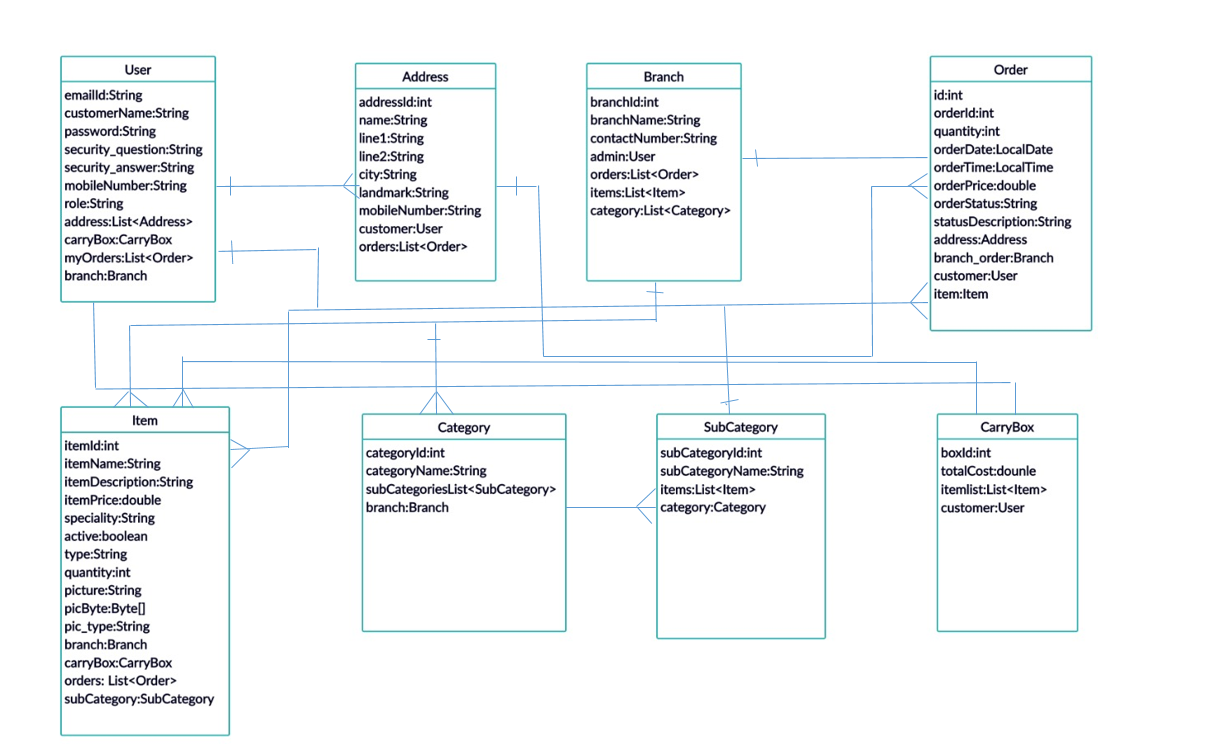 User
emailId:String
customerName:String
password:String
security_question:String
security_answer:String
mobileNumber:String
role:String
address:List<Address>
carryBox:CarryBox
myOrders:List<Order>
branch:Branch
Address
addressId:int
name:String
line1:String
line2:String
city:String
landmark:String
mobileNumber:String
customer:User
orders:List<Order>
Branch
branchId:int
branchName:String
contactNumber:String
admin:User
orders:List<Order>
items:List<Item>
category:List<Category>
Order
id:int
orderId:int
quantity:int
orderDate:LocalDate
orderTime:LocalTime
orderPrice:double
orderStatus:String
statusDescription:String
address:Address
branch_order:Branch
customer:User
item:Item
Item
itemId:int
itemName:String
itemDescription:String
itemPrice:double
speciality:String
active:boolean
type:String
quantity:int
picture:String
picByte:Byte[]
pic_type:String
branch:Branch
carryBox:CarryBox
orders: List<Order>
subCategory:SubCategory
Category
categoryId:int
categoryName:String
subCategoriesList<SubCategory>
branch:Branch
SubCategory
subCategoryId:int
subCategoryName:String
items:List<Item>
category:Category
CarryBox
boxId:int
totalCost:dounle
itemlist:List<Item>
customer:User